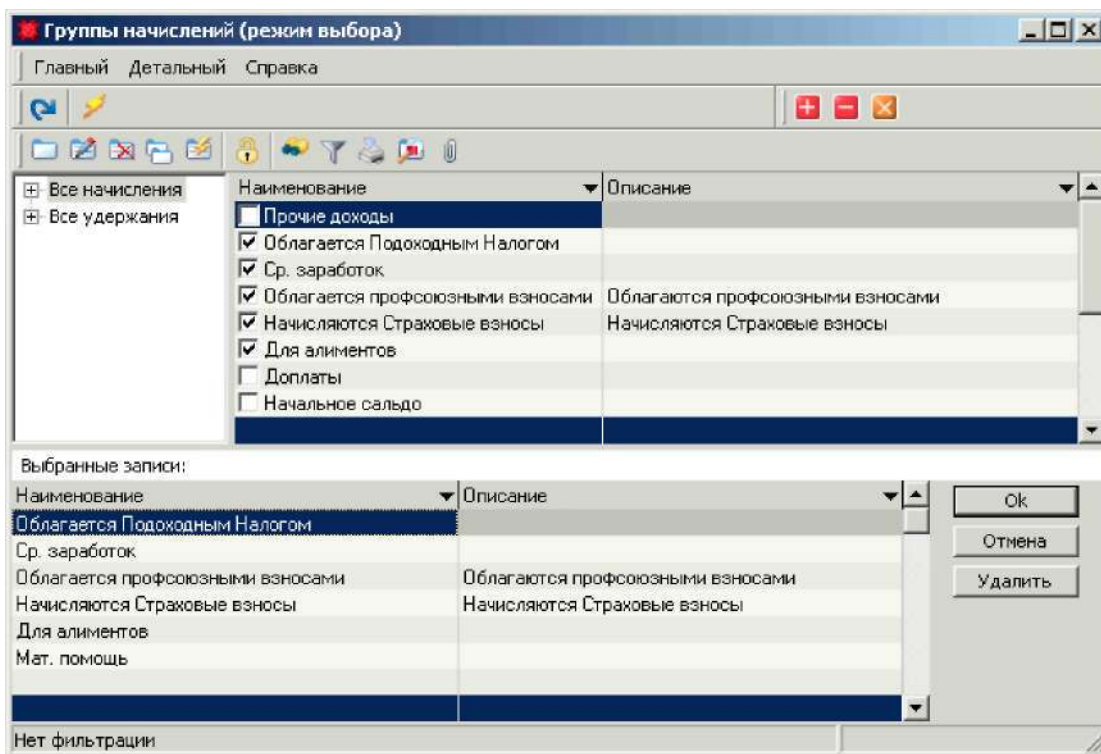 Группы начислений (режим выбора)
Главный Детальный Справка
Все начисления
Все удержания
Наименование Описание
Прочие доходы
Облагается Подоходным Налогом
Ср. заработок
Облагается профсоюзными взносами Облагаются профсоюзными взносами
Начисляются Страховые взносы Начисляются Страховые взносы
Для алиментов
Доплаты
Начальное сальдо
Выбранные записи:
Наименование Описание
Облагается Подоходным Налогом
Ср. заработок
Облагается профсоюзными взносами Облагаются профсоюзными взносами
Начисляются Страховые взносы Начисляются Страховые взносы
Для алиментов
Мат. помощь
Ok
Отмена
Удалить
Нет фильтрации